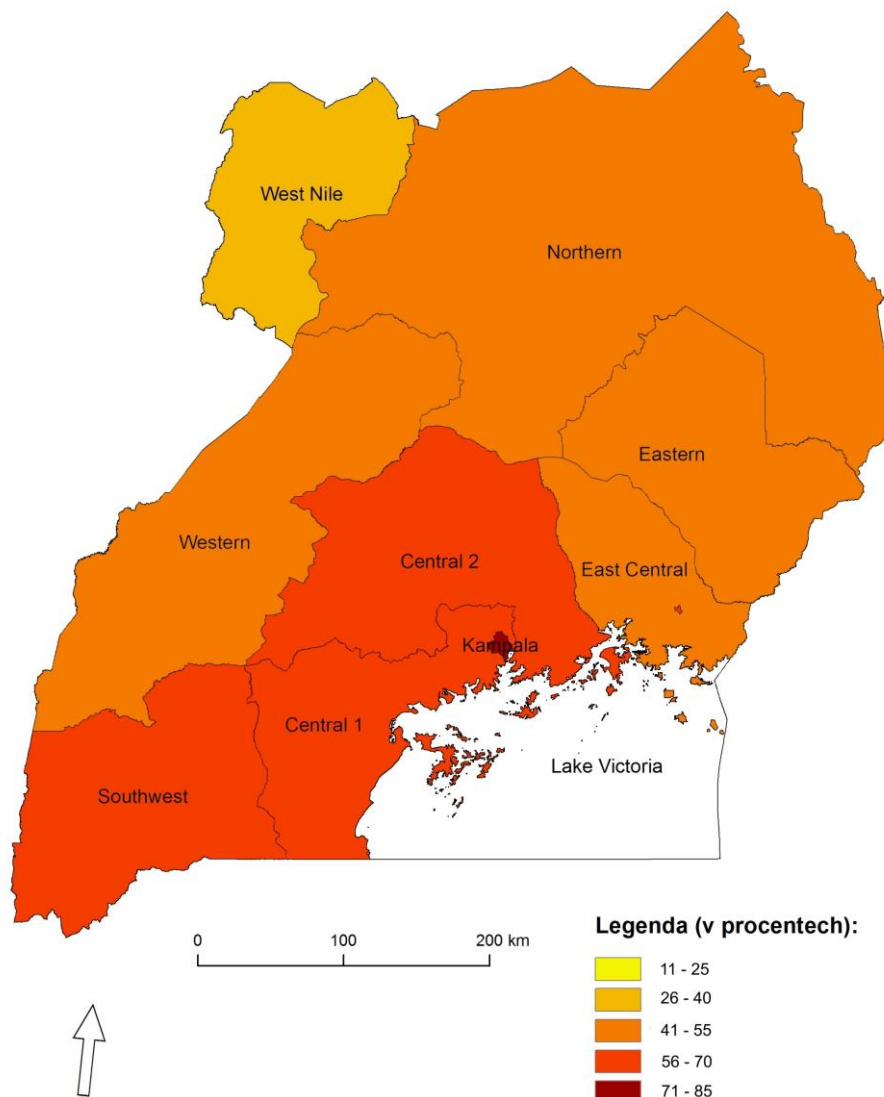 West Nile
Northern
Eastern
Western
Central 2
East Central
Kampala
Central 1
Lake Victoria
Southwest
0 100 200 km
Legenda (v procentech):
11 - 25
26 - 40
41 - 55
56 - 70
71 - 85